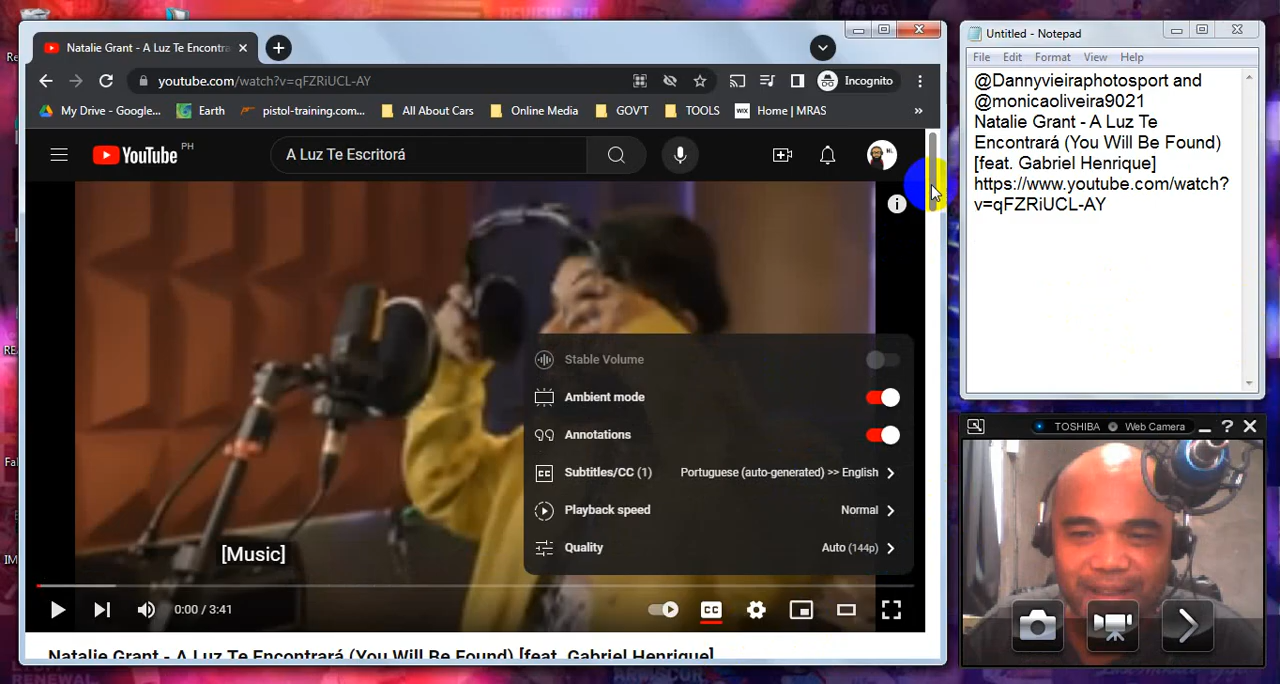 Natalie Grant - A Luz Te Encontra
youtube.com/watch?v=qFZRiUCL-AY
Incognito
My Drive - Google...
Earth
pistol-training.com...
All About Cars
Online Media
GOV'T
TOOLS
WIX
Home | MRAS
»
YouTube PH
A Luz Te Escritorá
Stable Volume
Ambient mode
Annotations
Subtitles/CC (1) Portuguese (auto-generated) >> English
Playback speed Normal
Quality Auto (144p)
[Music]
0:00 / 3:41
CC
Natalie Grant - A Luz Te Encontrará (You Will Be Found) [feat. Gabriel Henrique]
Untitled - Notepad
File Edit Format View Help
@Dannyvieiraphotosport and
@monicaoliveira9021
Natalie Grant - A Luz Te
Encontrará (You Will Be Found)
[feat. Gabriel Henrique]
https://www.youtube.com/watch?
v=qFZRiUCL-AY
TOSHIBA Web Camera
RENEWAL